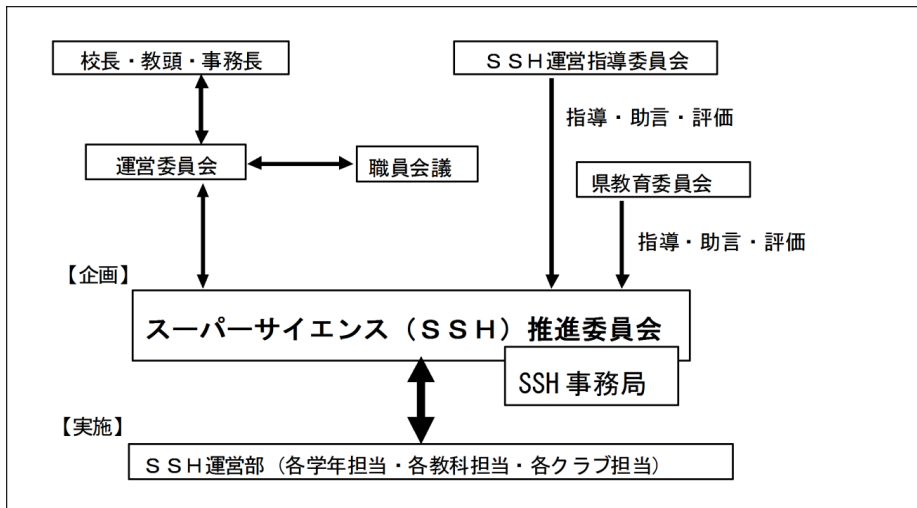 校長・教頭・事務長
ＳＳＨ運営指導委員会
指導・助言・評価
運営委員会
職員会議
県教育委員会
指導・助言・評価
【企画】
スーパーサイエンス（ＳＳＨ）推進委員会
SSH 事務局
【実施】
ＳＳＨ運営部（各学年担当・各教科担当・各クラブ担当）